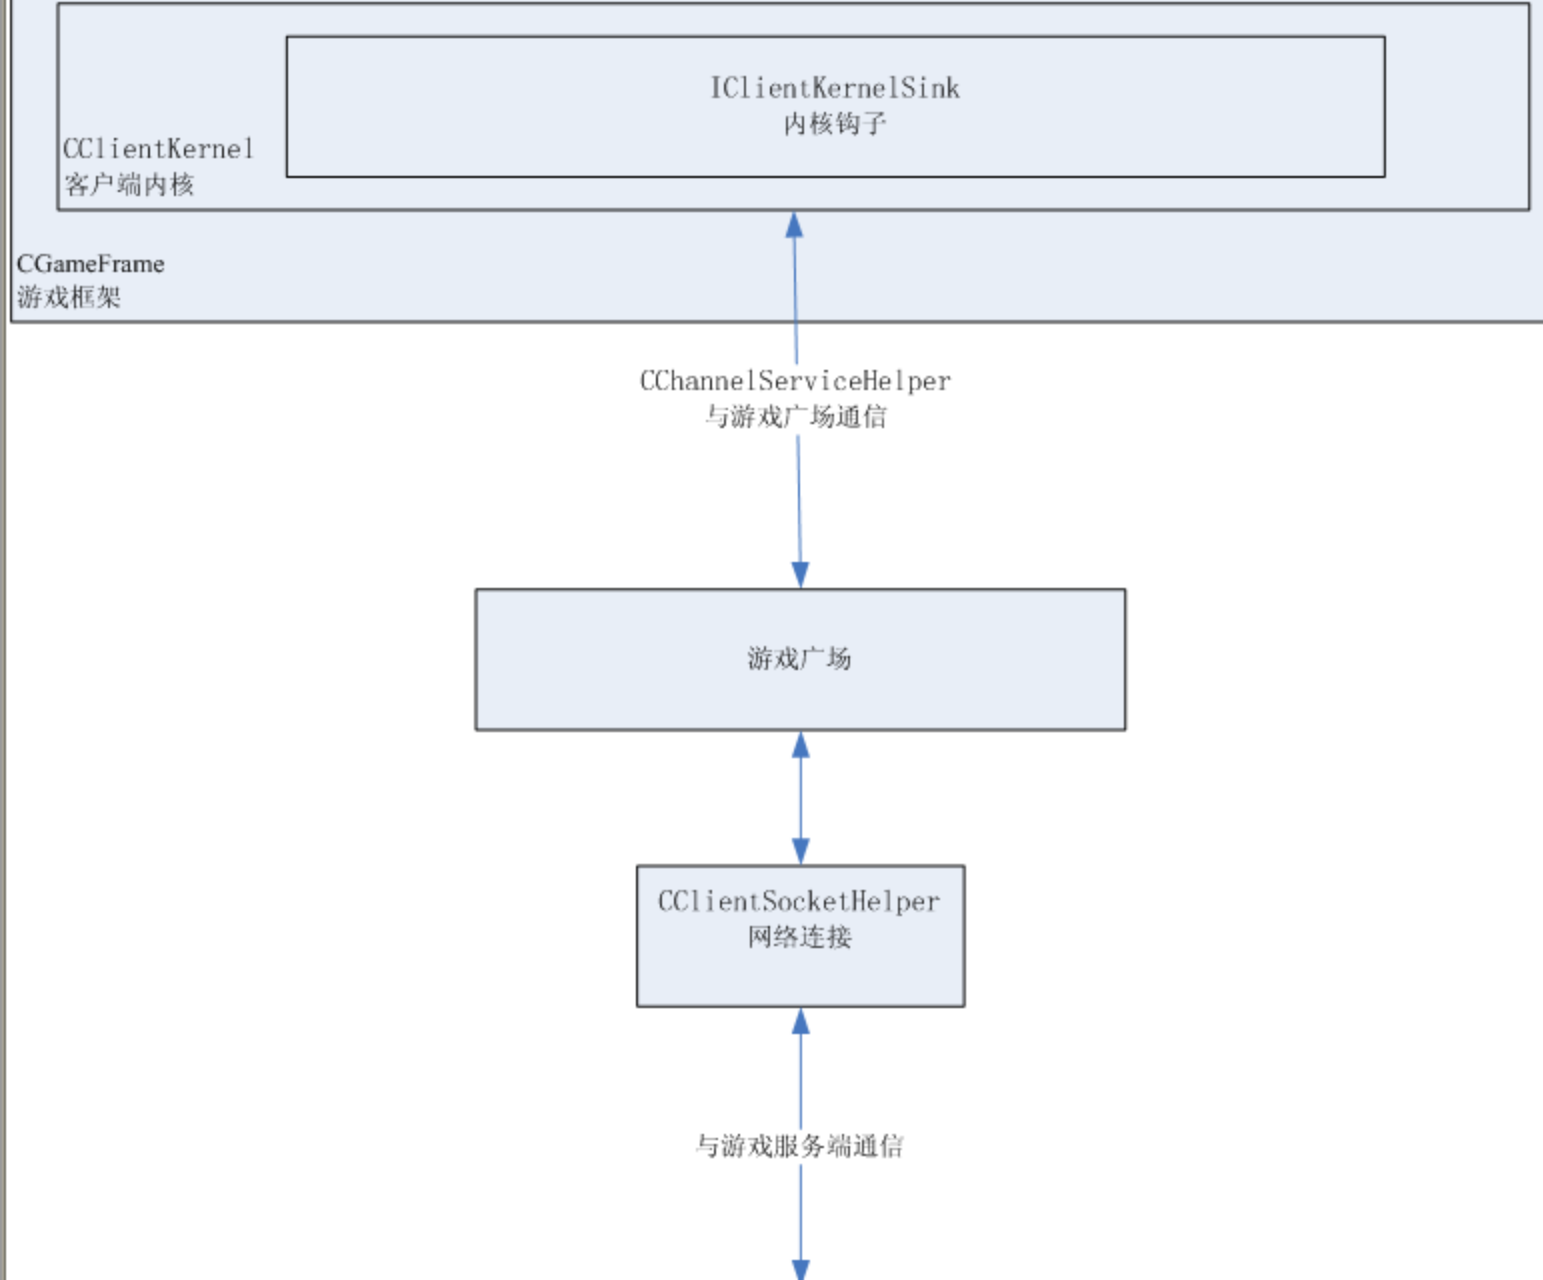 IClientKernelSink
内核钩子
CClientKernel
客户端内核
CGameFrame
游戏框架
CChannelServiceHelper
与游戏广场通信
游戏广场
CClientSocketHelper
网络连接
与游戏服务端通信